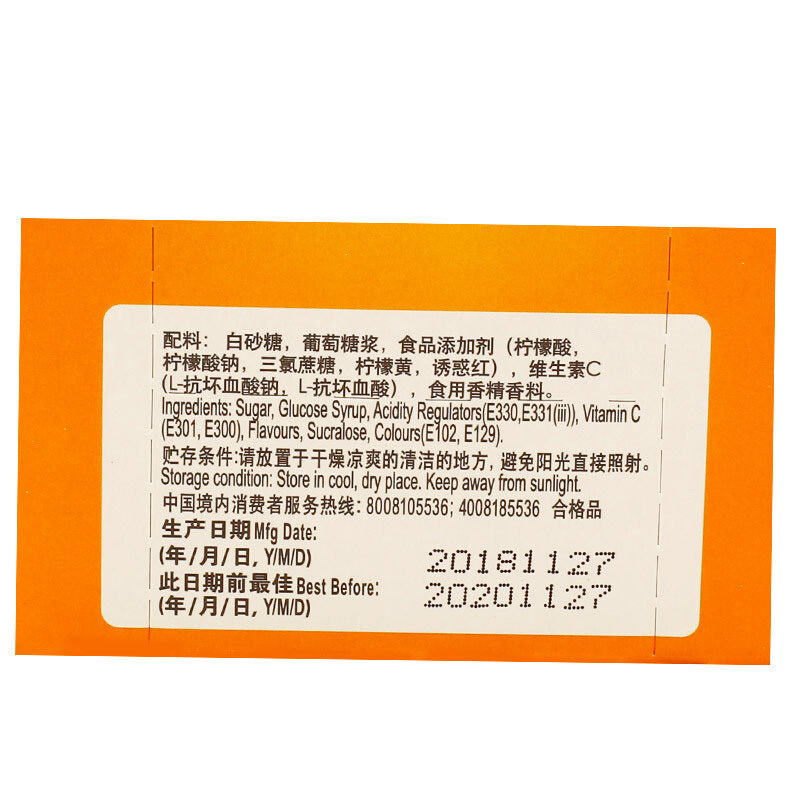 配料：白砂糖，葡萄糖浆，食品添加剂（柠檬酸，
柠檬酸钠，三氯蔗糖，柠檬黄，诱惑红），维生素C
(L-抗坏血酸钠，L-抗坏血酸），食用香精香料。
Ingredients: Sugar, Glucose Syrup, Acidity Regulators(E330,E331(iii)), Vitamin C
(E301, E300), Flavours, Sucralose, Colours(E102, E129).
贮存条件:请放置于干燥凉爽的清洁的地方，避免阳光直接照射。
Storage condition: Store in cool, dry place. Keep away from sunlight.
中国境内消费者服务热线：8008105536；4008185536 合格品
生产日期Mfg Date:
(年/月/日, Y/M/D) 20181127
此日期前最佳Best Before:
(年/月/日, Y/M/D) 20201127